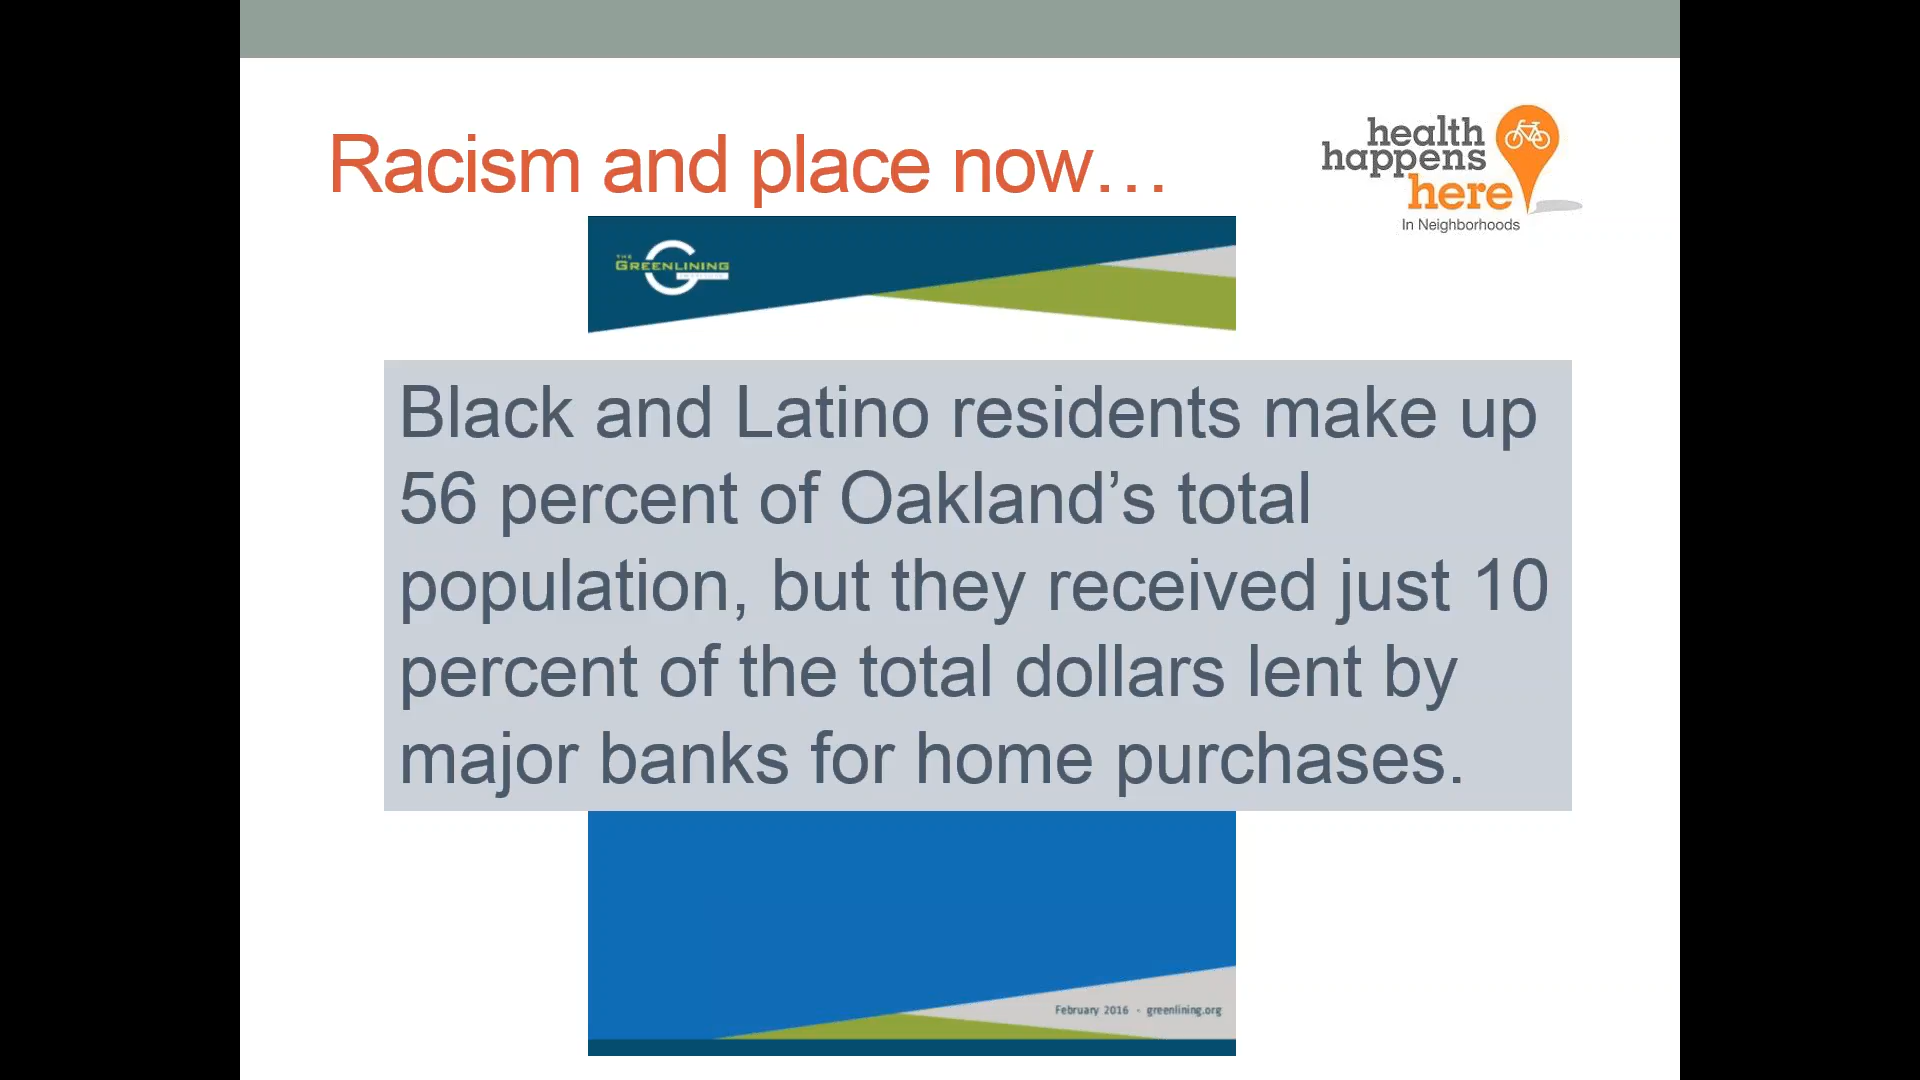 Racism and place now…
health
happens
here
In Neighborhoods
THE
GREENLINING
Black and Latino residents make up
56 percent of Oakland’s total
population, but they received just 10
percent of the total dollars lent by
major banks for home purchases.
February 2016 - greenlining.org